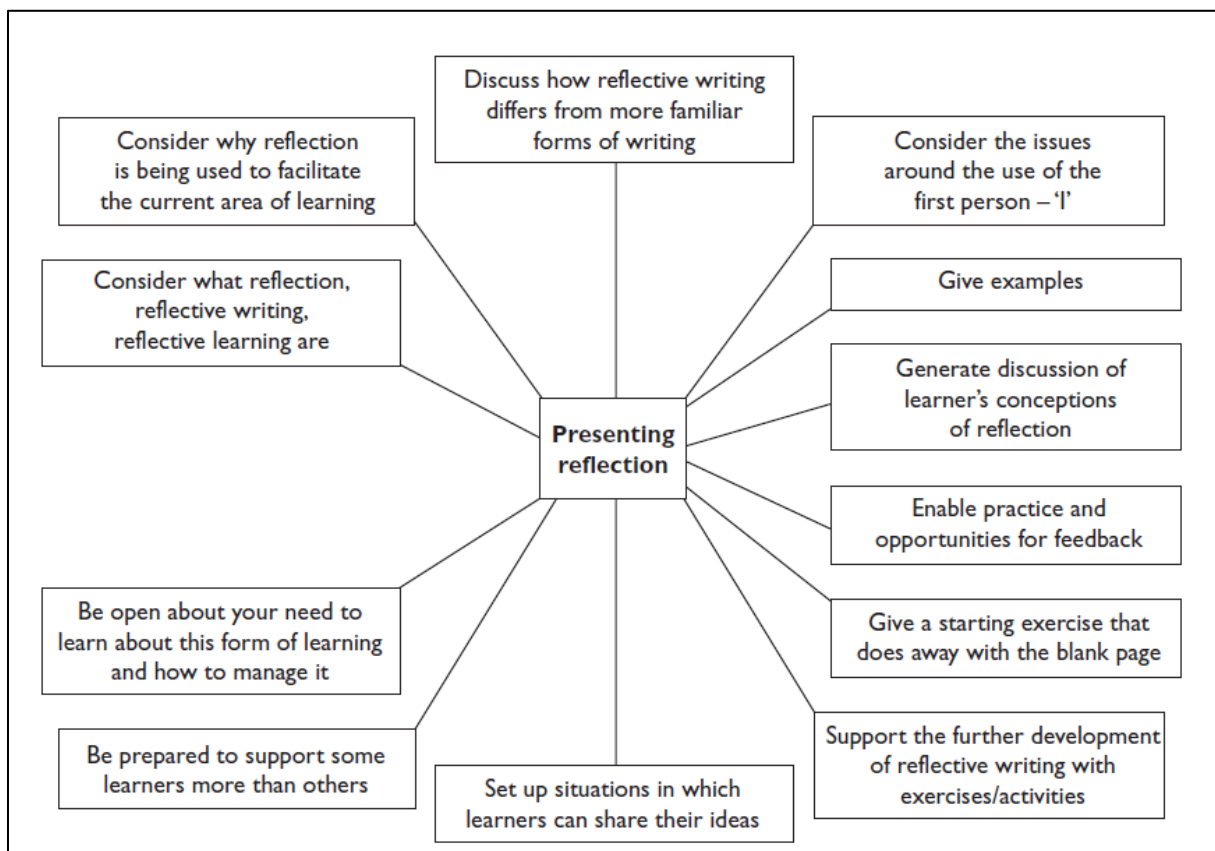 Discuss how reflective writing
differs from more familiar
forms of writing
Consider why reflection
is being used to facilitate
the current area of learning
Consider the issues
around the use of the
first person – ‘I’
Consider what reflection,
reflective writing,
reflective learning are
Give examples
Generate discussion of
learner’s conceptions
of reflection
Presenting
reflection
Enable practice and
opportunities for feedback
Be open about your need to
learn about this form of learning
and how to manage it
Give a starting exercise that
does away with the blank page
Be prepared to support some
learners more than others
Set up situations in which
learners can share their ideas
Support the further development
of reflective writing with
exercises/activities